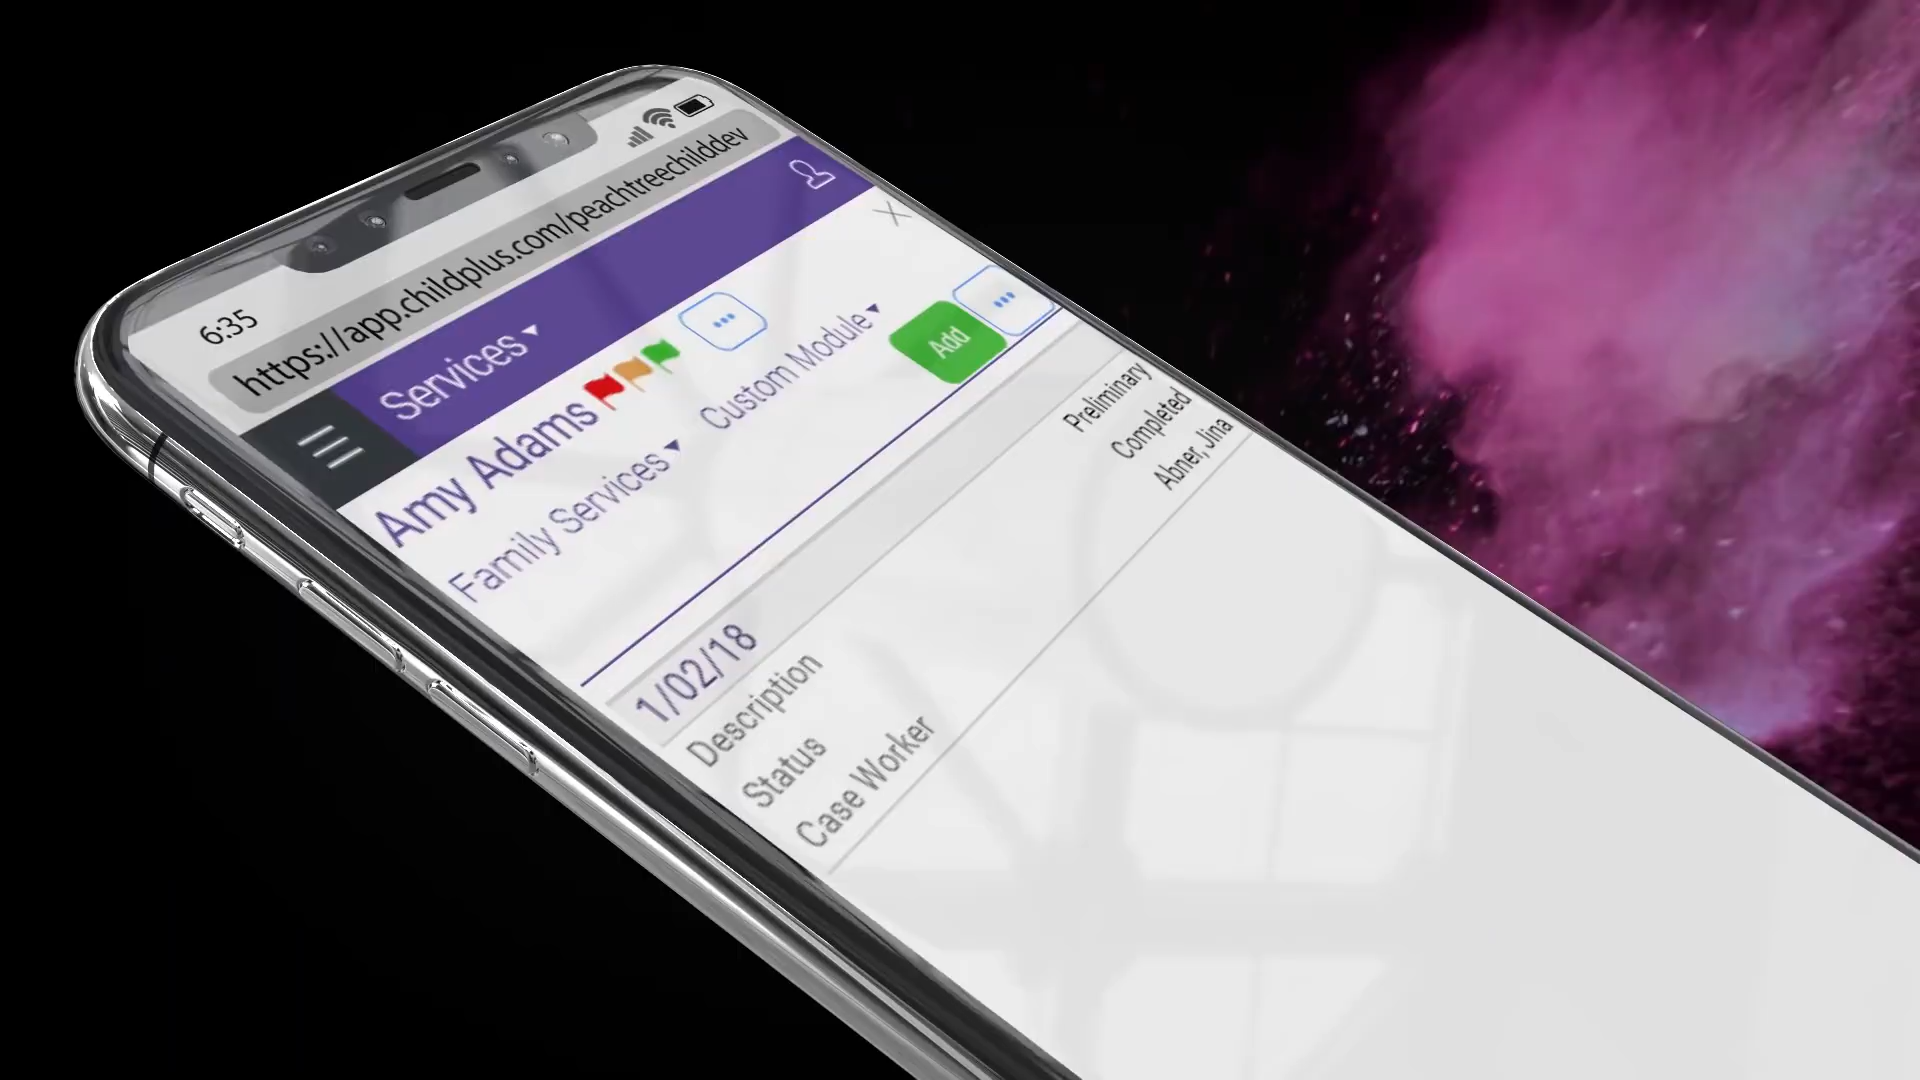 6:35
https://app.childplus.com/peachtreechilddev
Services
Amy Adams
Family Services
Custom Module
Add
1/02/18
Description
Preliminary
Status
Completed
Case Worker
Abner, Jina